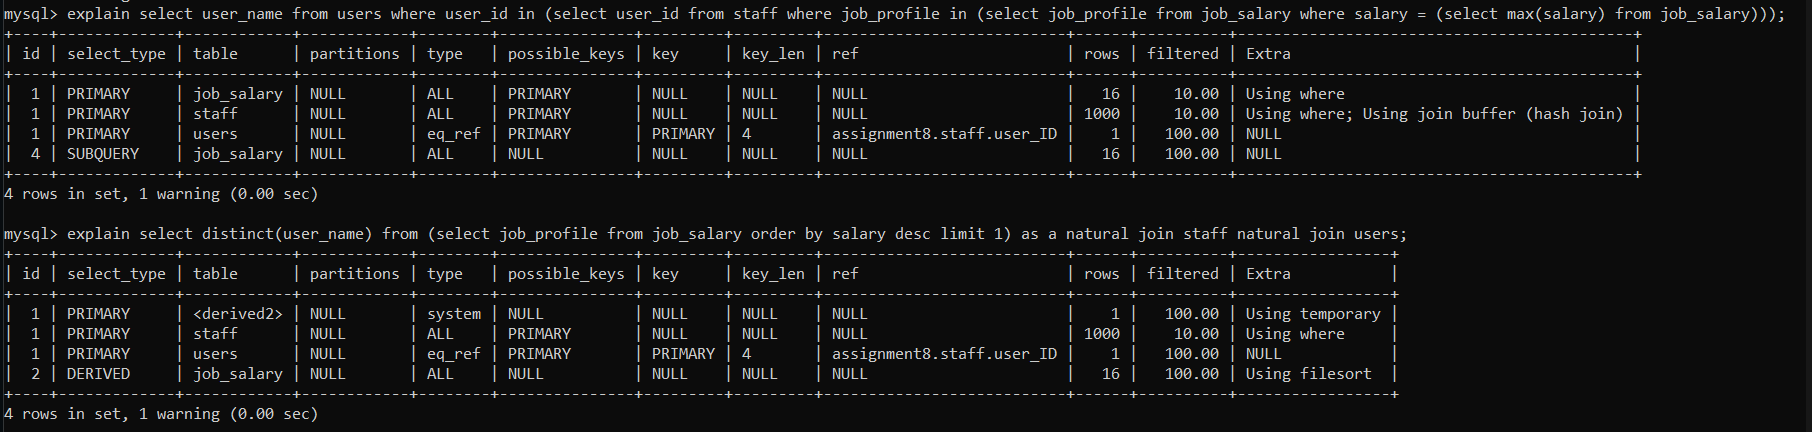 mysql> explain select user_name from users where user_id in (select user_id from staff where job_profile in (select job_profile from job_salary where salary = (select max(salary) from job_salary)));
+----+-------------+------------+------------+--------+---------------+---------+---------+-------------------------+------+----------+--------------------------------------------+
| id | select_type | table | partitions | type | possible_keys | key | key_len | ref | rows | filtered | Extra |
+----+-------------+------------+------------+--------+---------------+---------+---------+-------------------------+------+----------+--------------------------------------------+
| 1 | PRIMARY | job_salary | NULL | ALL | PRIMARY | NULL | NULL | NULL | 16 | 10.00 | Using where |
| 1 | PRIMARY | staff | NULL | ALL | PRIMARY | NULL | NULL | NULL | 1000 | 10.00 | Using where; Using join buffer (hash join) |
| 1 | PRIMARY | users | NULL | eq_ref | PRIMARY | PRIMARY | 4 | assignment8.staff.user_ID | 1 | 100.00 | NULL |
| 4 | SUBQUERY | job_salary | NULL | ALL | NULL | NULL | NULL | NULL | 16 | 100.00 | NULL |
+----+-------------+------------+------------+--------+---------------+---------+---------+-------------------------+------+----------+--------------------------------------------+
4 rows in set, 1 warning (0.00 sec)
mysql> explain select distinct(user_name) from (select job_profile from job_salary order by salary desc limit 1) as a natural join staff natural join users;
+----+-------------+------------+------------+--------+---------------+---------+---------+-------------------------+------+----------+-----------------+
| id | select_type | table | partitions | type | possible_keys | key | key_len | ref | rows | filtered | Extra |
+----+-------------+------------+------------+--------+---------------+---------+---------+-------------------------+------+----------+-----------------+
| 1 | PRIMARY | <derived2> | NULL | system | NULL | NULL | NULL | NULL | 1 | 100.00 | Using temporary |
| 1 | PRIMARY | staff | NULL | ALL | PRIMARY | NULL | NULL | NULL | 1000 | 10.00 | Using where |
| 1 | PRIMARY | users | NULL | eq_ref | PRIMARY | PRIMARY | 4 | assignment8.staff.user_ID | 1 | 100.00 | NULL |
| 2 | DERIVED | job_salary | NULL | ALL | NULL | NULL | NULL | NULL | 16 | 100.00 | Using filesort |
+----+-------------+------------+------------+--------+---------------+---------+---------+-------------------------+------+----------+-----------------+
4 rows in set, 1 warning (0.00 sec)